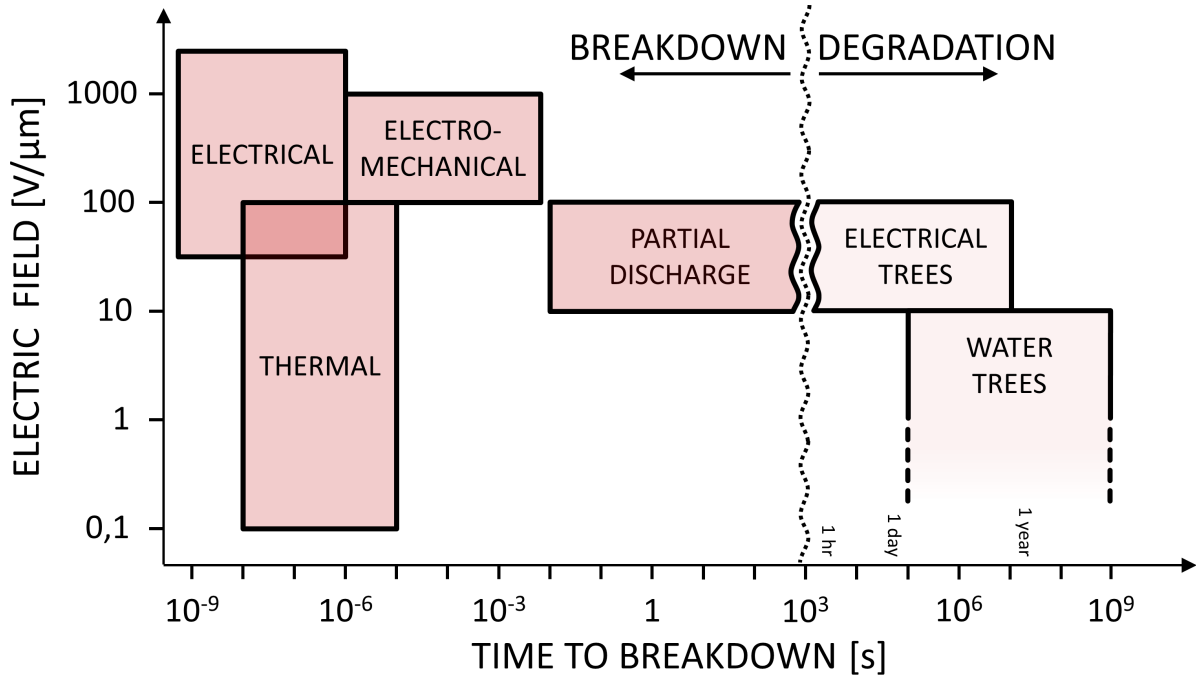 BREAKDOWN DEGRADATION
ELECTRIC FIELD [V/μm]
1000
100
10
1
0,1
ELECTRICAL
ELECTRO-
MECHANICAL
THERMAL
PARTIAL
DISCHARGE
ELECTRICAL
TREES
WATER
TREES
1 hr
1 day
1 year
10⁻⁹ 10⁻⁶ 10⁻³ 1 10³ 10⁶ 10⁹
TIME TO BREAKDOWN [s]